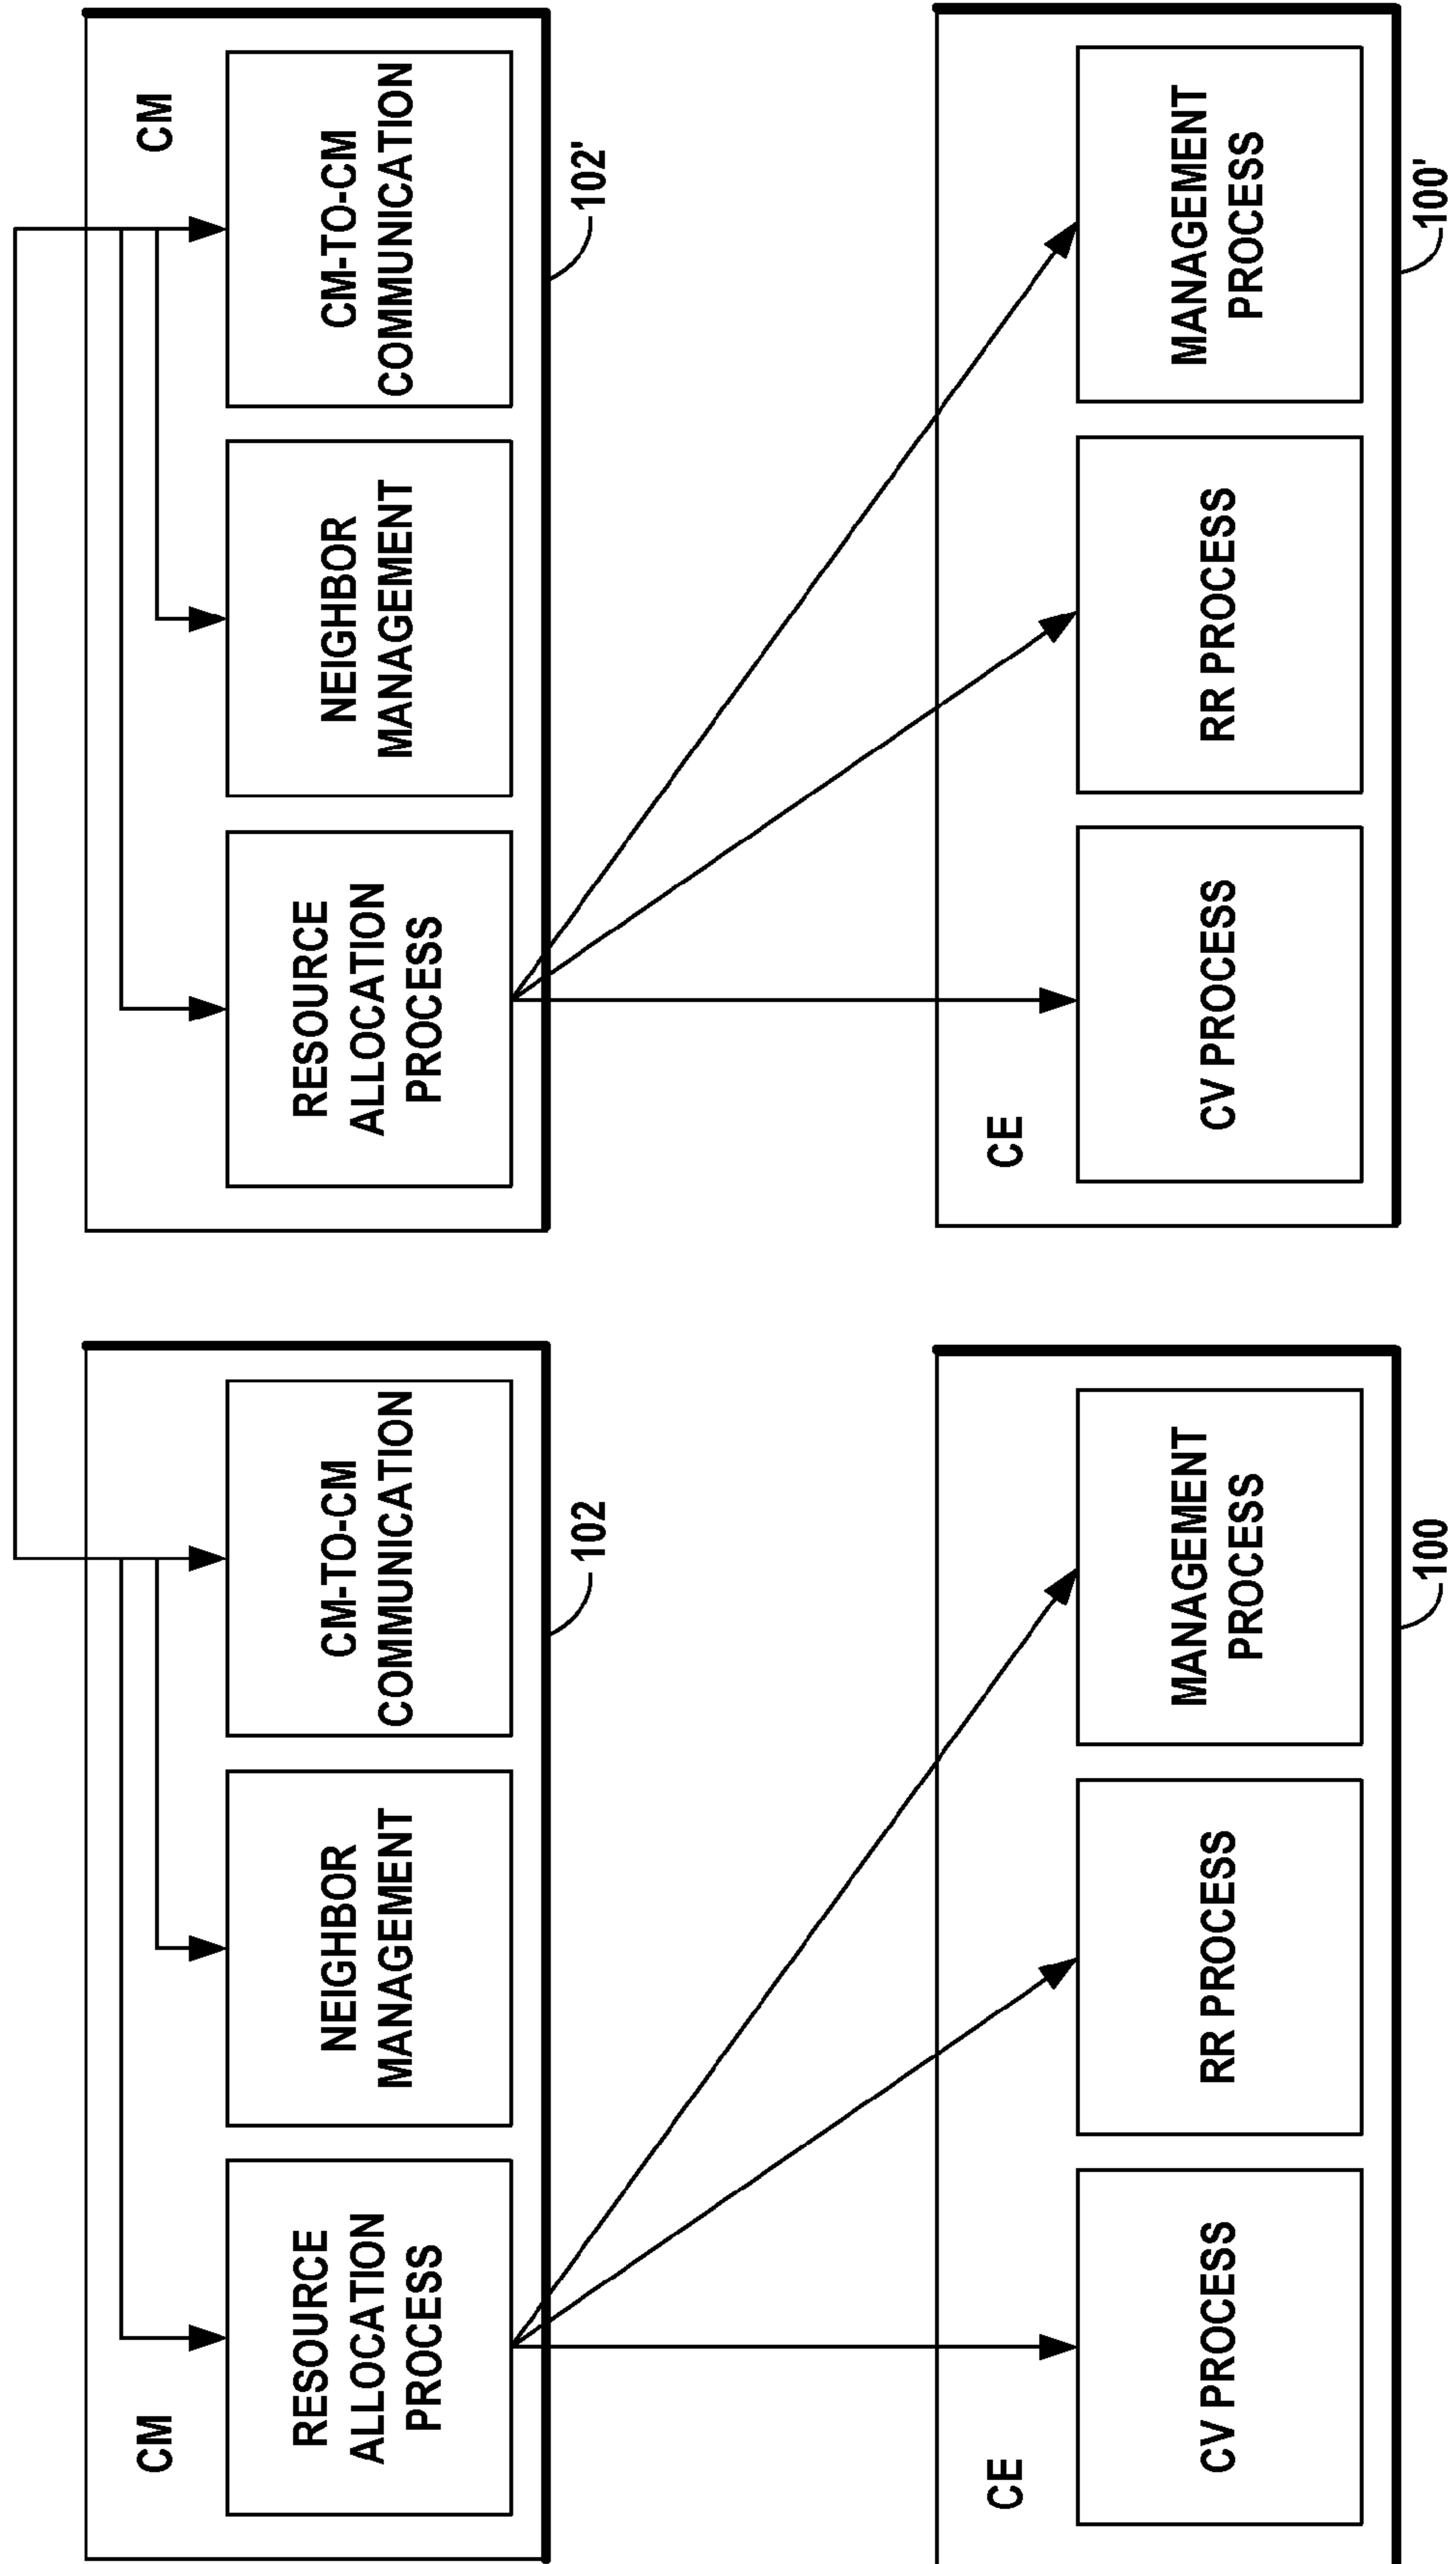 CM
RESOURCE
ALLOCATION
PROCESS
NEIGHBOR
MANAGEMENT
CM-TO-CM
COMMUNICATION
102
CM
RESOURCE
ALLOCATION
PROCESS
NEIGHBOR
MANAGEMENT
CM-TO-CM
COMMUNICATION
102'
CE
CV PROCESS
RR PROCESS
MANAGEMENT
PROCESS
100
CE
CV PROCESS
RR PROCESS
MANAGEMENT
PROCESS
100'